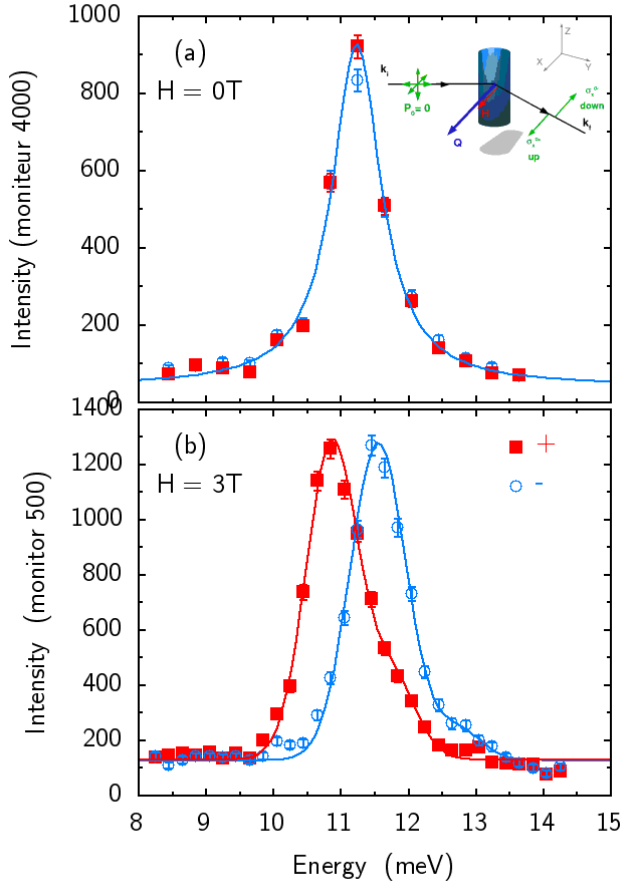 (a)
H = 0T
Intensity (moniteur 4000)
1000
800
600
400
200
0
k_i
P_0 = 0
H
Q
Z
X
Y
down
k_f
up
(b)
H = 3T
+
-
Intensity (monitor 500)
1400
1200
1000
800
600
400
200
0
8 9 10 11 12 13 14 15
Energy (meV)